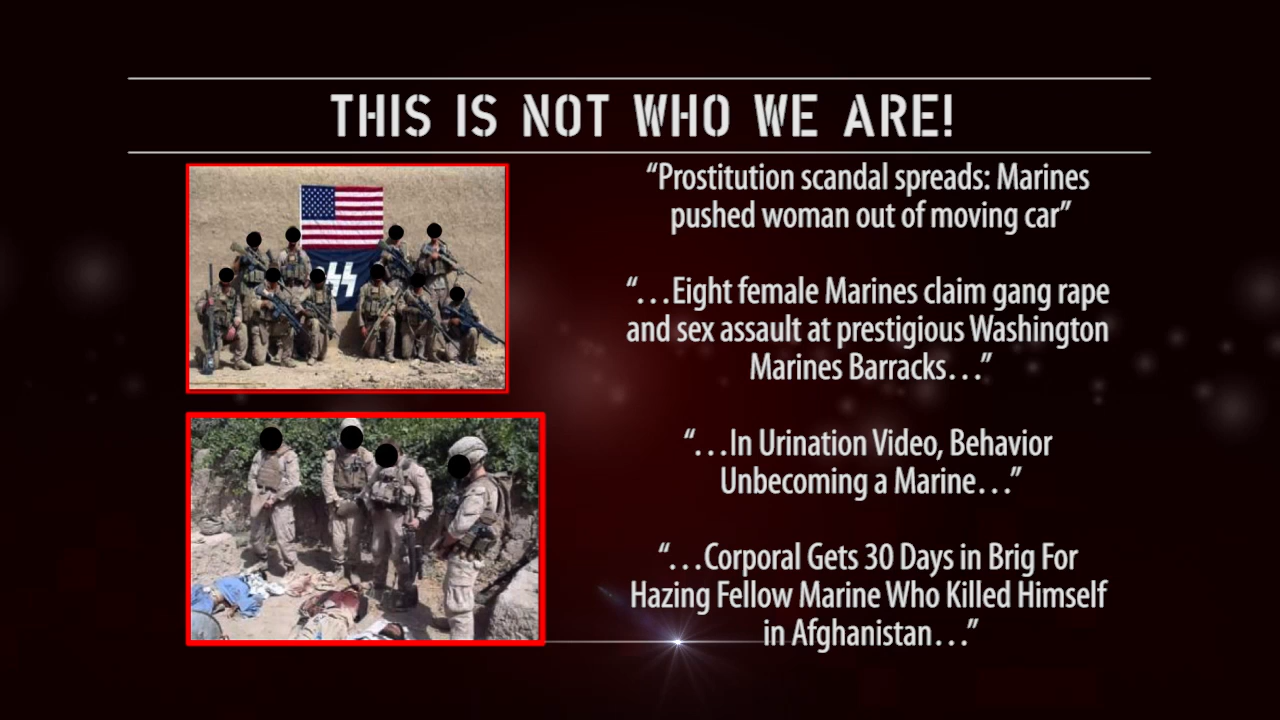 THIS IS NOT WHO WE ARE!
“Prostitution scandal spreads: Marines
pushed woman out of moving car”
“…Eight female Marines claim gang rape
and sex assault at prestigious Washington
Marines Barracks…”
“…In Urination Video, Behavior
Unbecoming a Marine…”
“…Corporal Gets 30 Days in Brig For
Hazing Fellow Marine Who Killed Himself
in Afghanistan…”